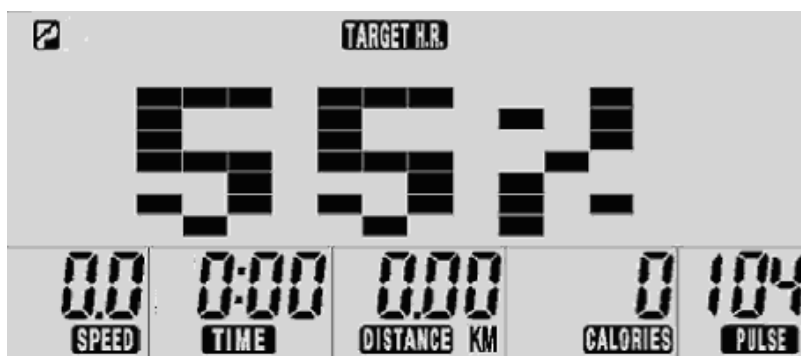 P
TARGET H.R.
55%
0.0 0:00 0.00 0 104
SPEED TIME DISTANCE KM CALORIES PULSE